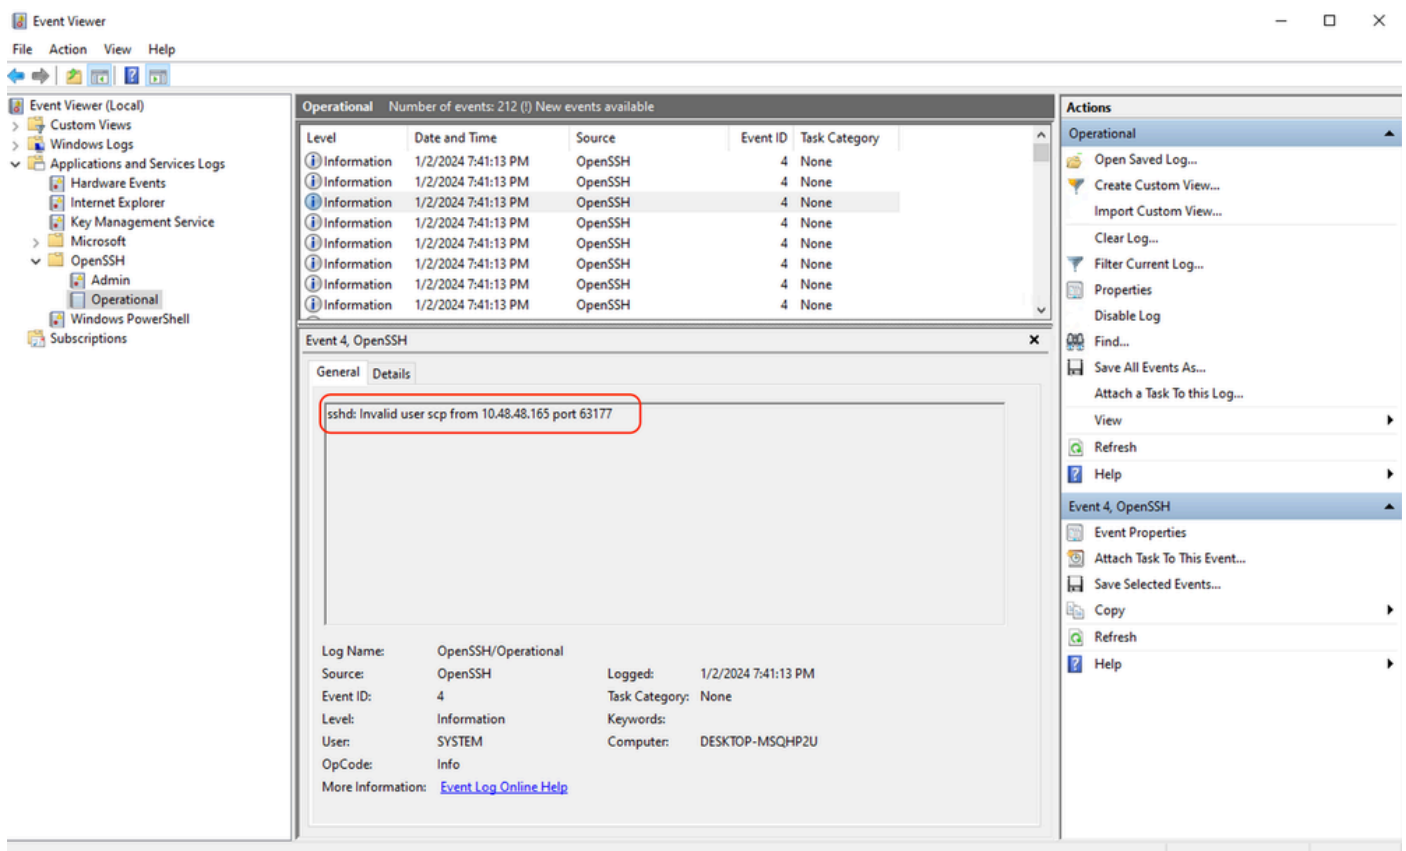 Event Viewer
File Action View Help
Event Viewer (Local)
Custom Views
Windows Logs
Applications and Services Logs
Hardware Events
Internet Explorer
Key Management Service
Microsoft
OpenSSH
Admin
Operational
Windows PowerShell
Subscriptions
Operational Number of events: 212 (!) New events available
Level Date and Time Source Event ID Task Category
Information 1/2/2024 7:41:13 PM OpenSSH 4 None
Information 1/2/2024 7:41:13 PM OpenSSH 4 None
Information 1/2/2024 7:41:13 PM OpenSSH 4 None
Information 1/2/2024 7:41:13 PM OpenSSH 4 None
Information 1/2/2024 7:41:13 PM OpenSSH 4 None
Information 1/2/2024 7:41:13 PM OpenSSH 4 None
Information 1/2/2024 7:41:13 PM OpenSSH 4 None
Information 1/2/2024 7:41:13 PM OpenSSH 4 None
Event 4, OpenSSH
General Details
sshd: Invalid user scp from 10.48.48.165 port 63177
Log Name: OpenSSH/Operational
Source: OpenSSH Logged: 1/2/2024 7:41:13 PM
Event ID: 4 Task Category: None
Level: Information Keywords:
User: SYSTEM Computer: DESKTOP-MSQHP2U
OpCode: Info
More Information: Event Log Online Help
Actions
Operational
Open Saved Log...
Create Custom View...
Import Custom View...
Clear Log...
Filter Current Log...
Properties
Disable Log
Find...
Save All Events As...
Attach a Task To this Log...
View
Refresh
Help
Event 4, OpenSSH
Event Properties
Attach Task To This Event...
Save Selected Events...
Copy
Refresh
Help